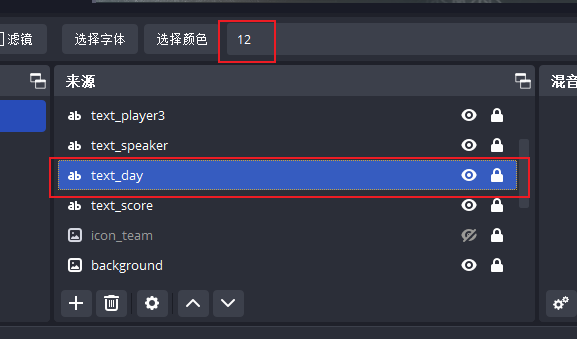 滤镜 选择字体 选择颜色 12
来源 混音
ab text_player3
ab text_speaker
ab text_day
ab text_score
icon_team
background